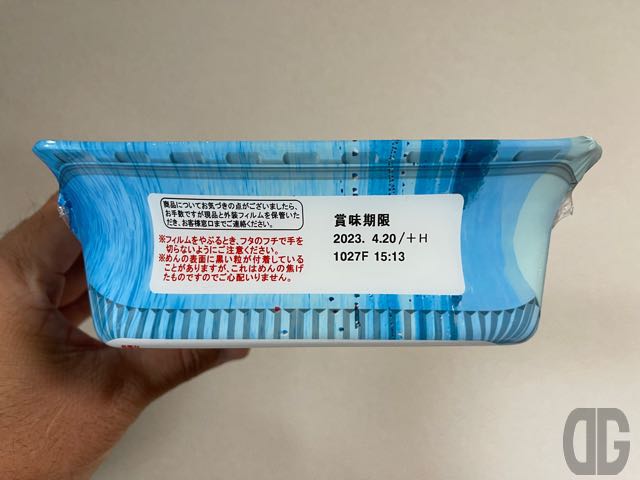 商品についてお気づきの点がございましたら、
お手数ですが現品と外装フィルムを保管いた
だき、お客様窓口までご連絡ください。
※フィルムをやぶるとき、フタのフチで手を
切らないようにご注意ください。
※めんの表面に黒い粒が付着している
ことがありますが、これはめんの焦げ
たものですのでご心配いりません。
賞味期限
2023. 4.20/+H
1027F 15:13
DG